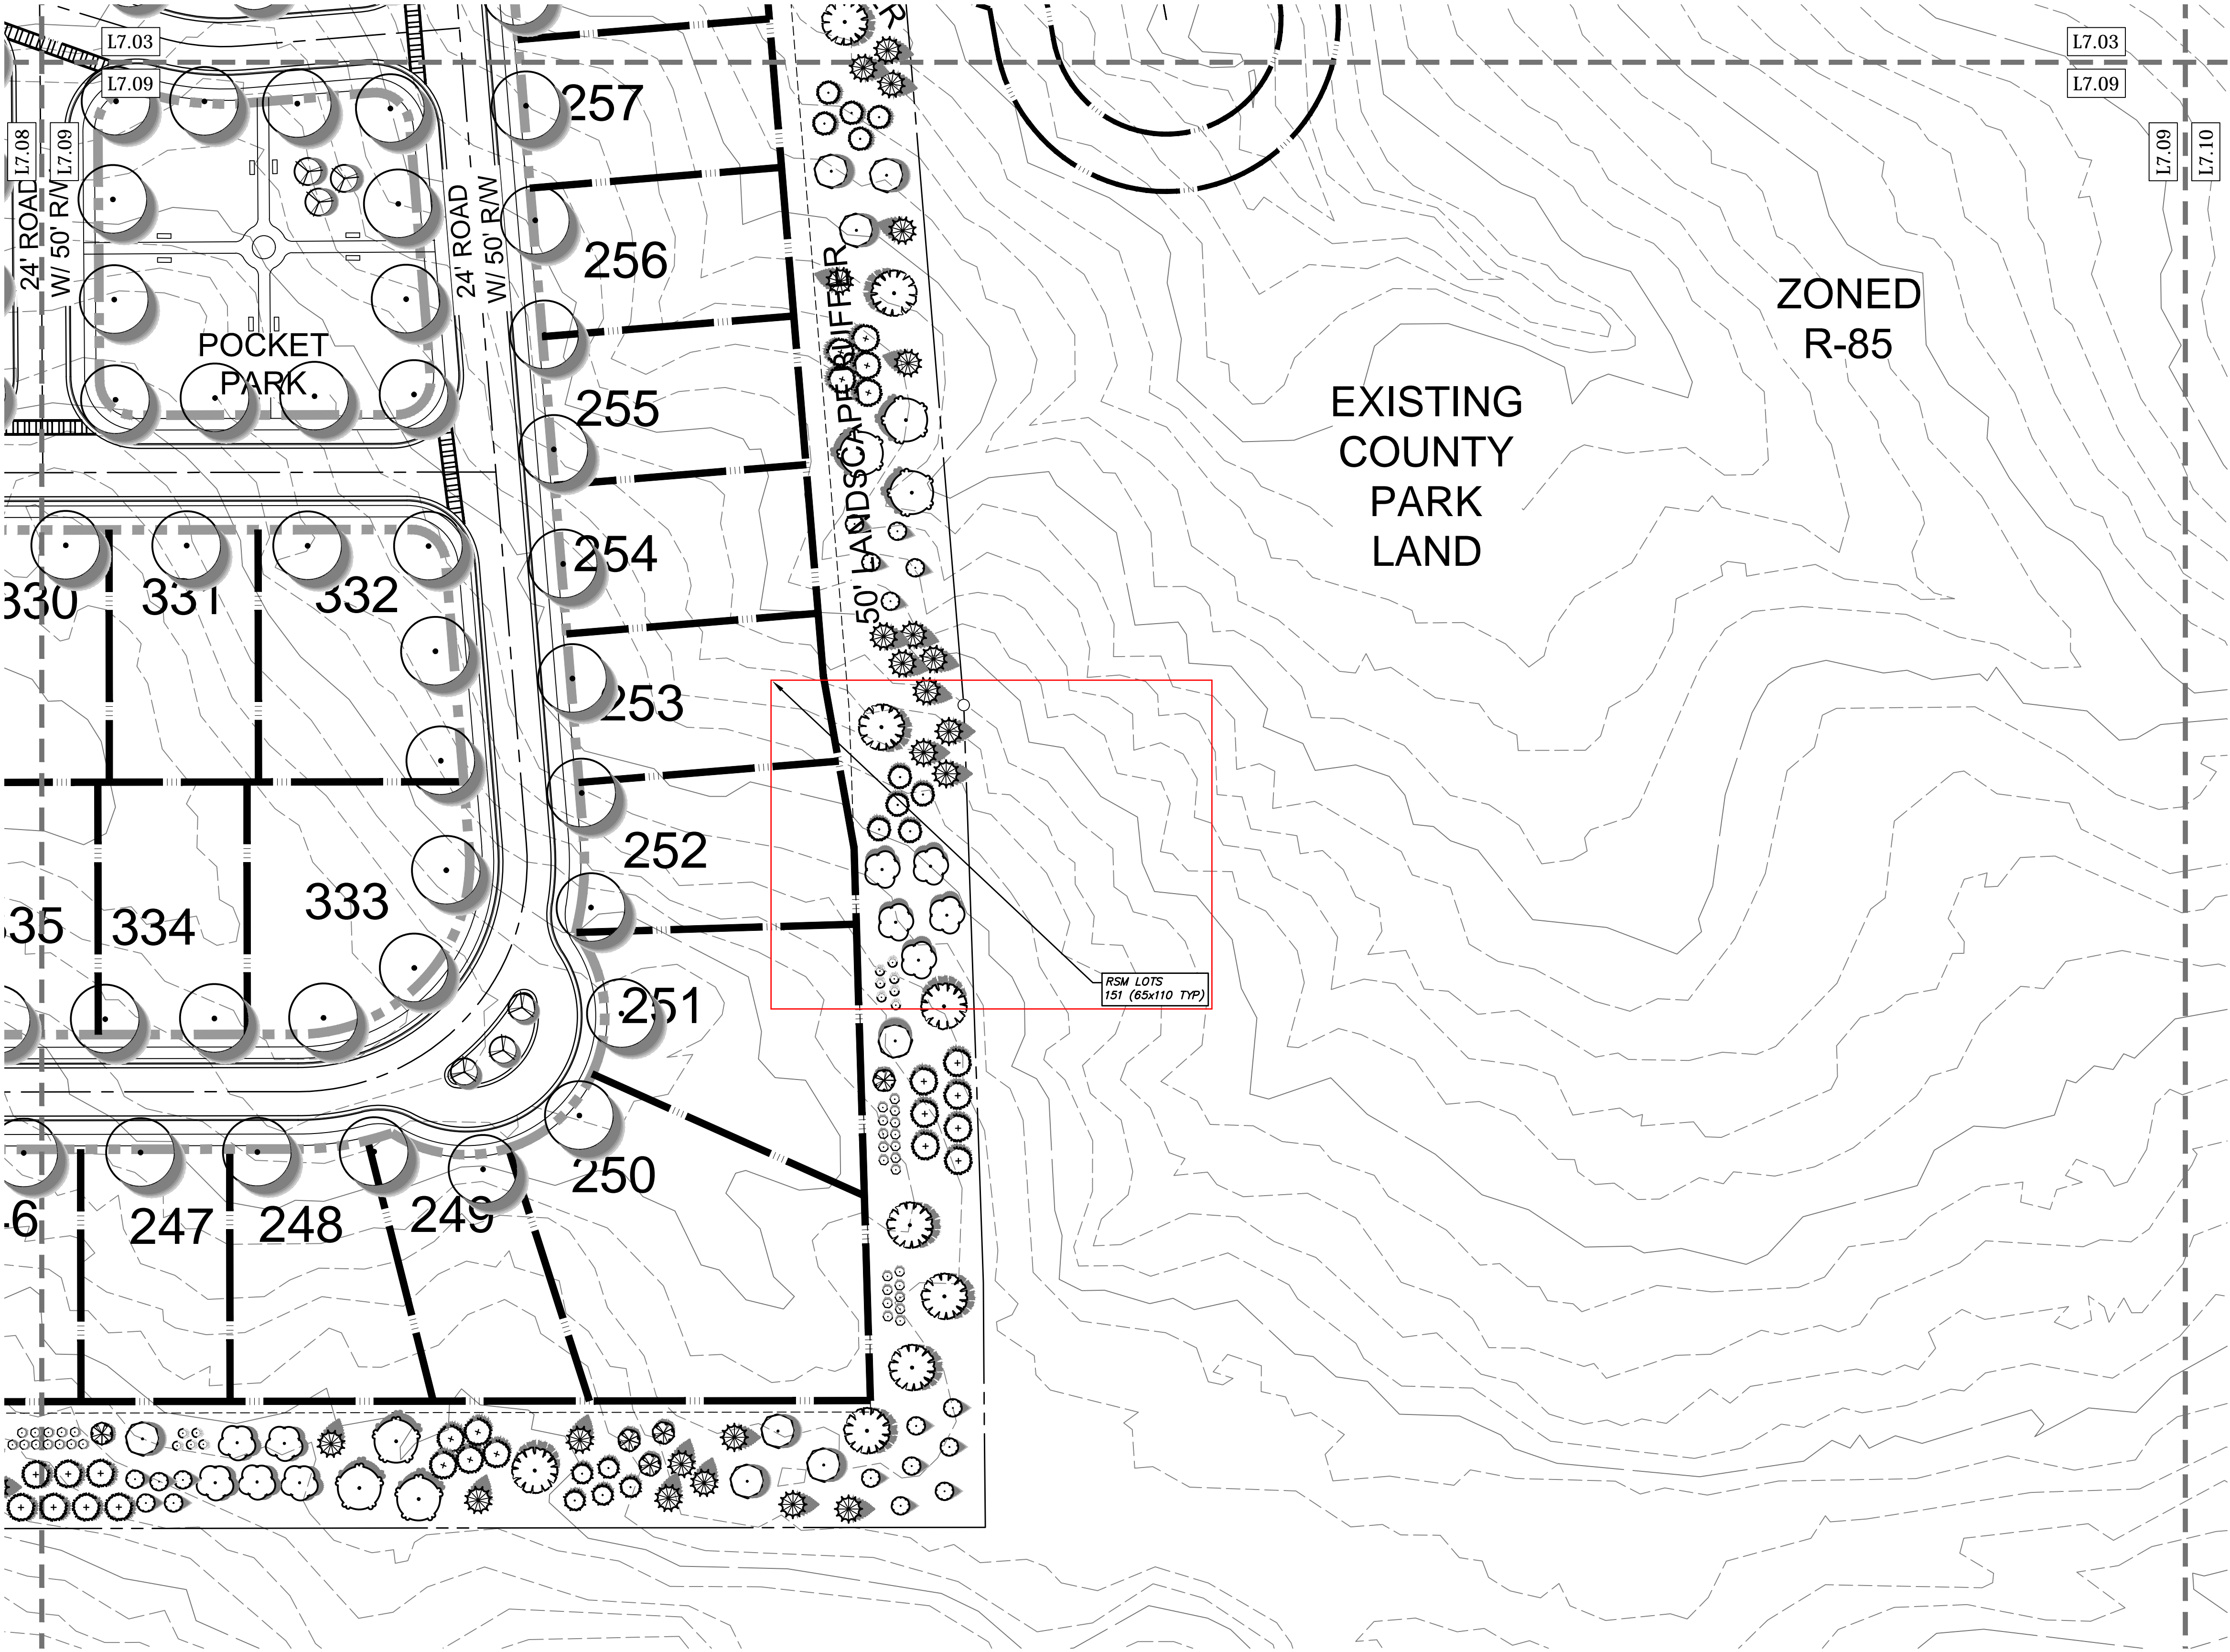 L7.03
L7.09
L7.03
L7.09
L7.08
L7.09
L7.09
L7.10
24' ROAD
W/ 50' R/W
24' ROAD
W/ 50' R/W
POCKET
PARK
257
256
255
254
253
252
251
250
249
248
247
330
331
332
333
334
35
50' LANDSCAPE BUFFER
ZONED
R-85
EXISTING
COUNTY
PARK
LAND
RSM LOTS
151 (65x110 TYP)